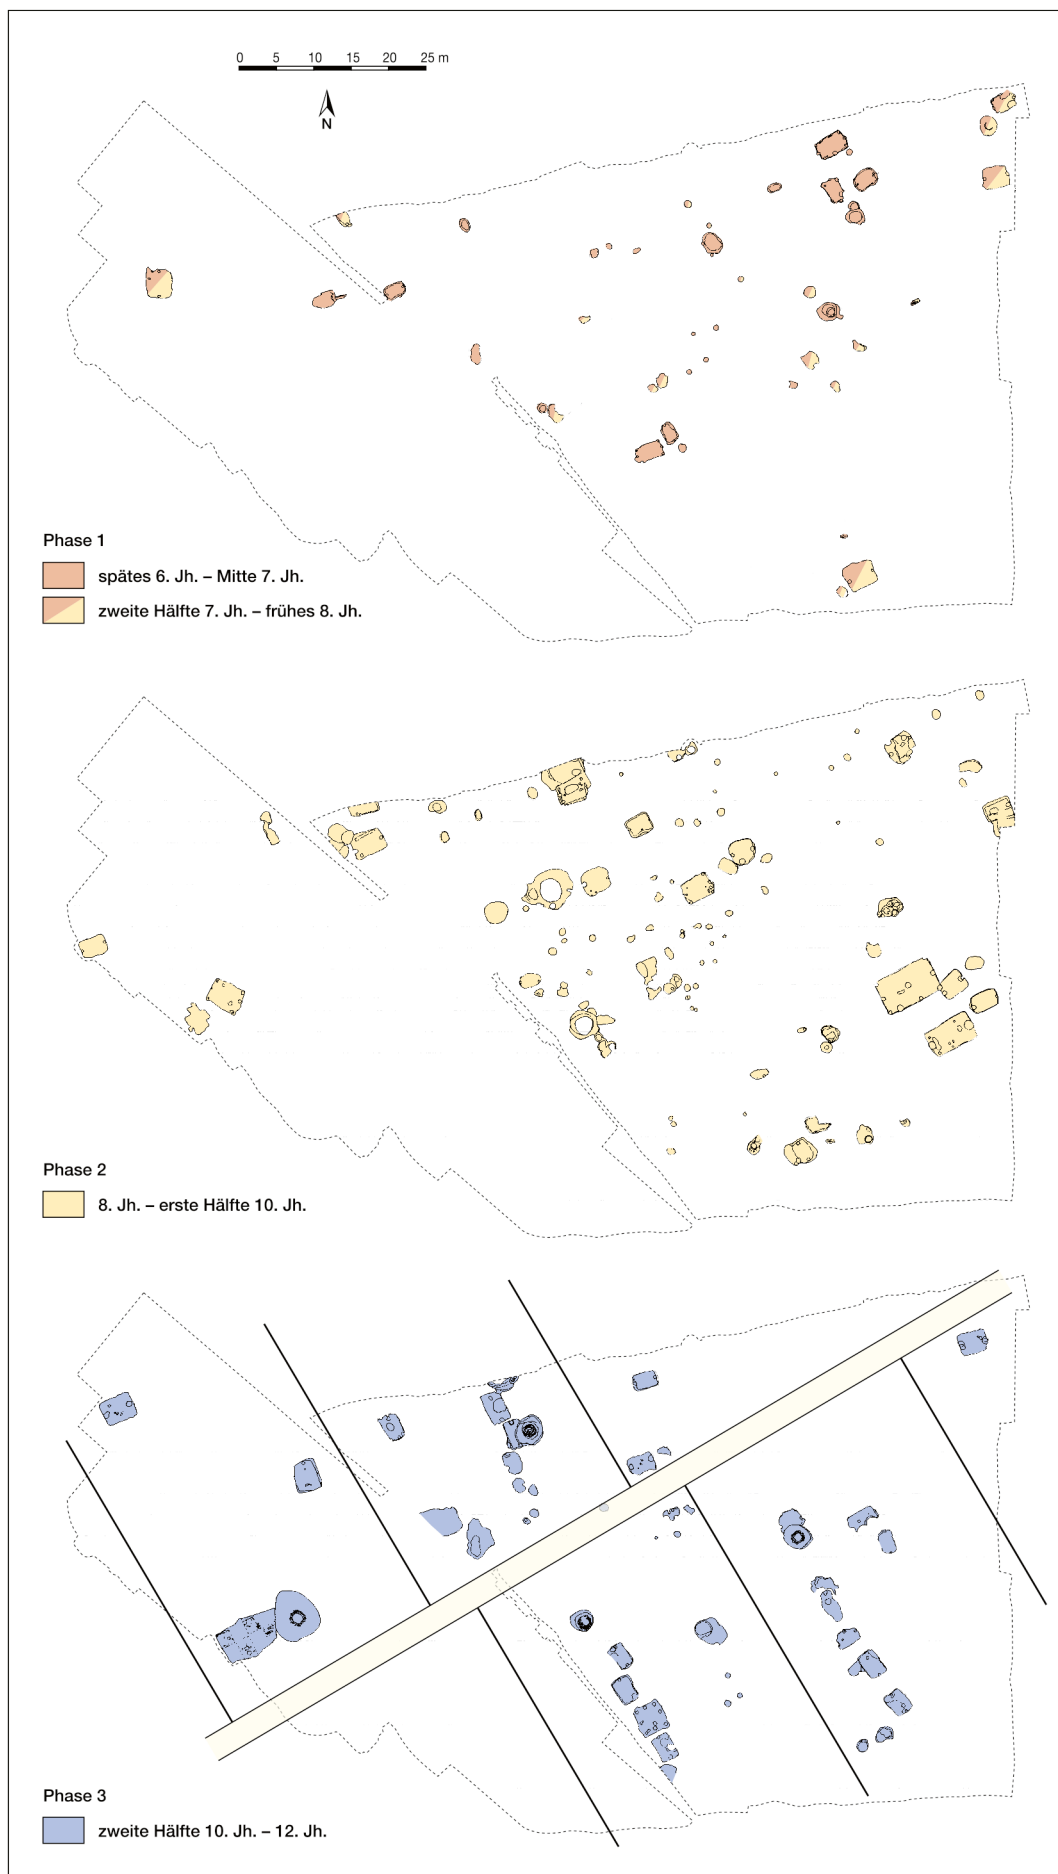 0 5 10 15 20 25 m
N
Phase 1
spätes 6. Jh. – Mitte 7. Jh.
zweite Hälfte 7. Jh. – frühes 8. Jh.
Phase 2
8. Jh. – erste Hälfte 10. Jh.
Phase 3
zweite Hälfte 10. Jh. – 12. Jh.